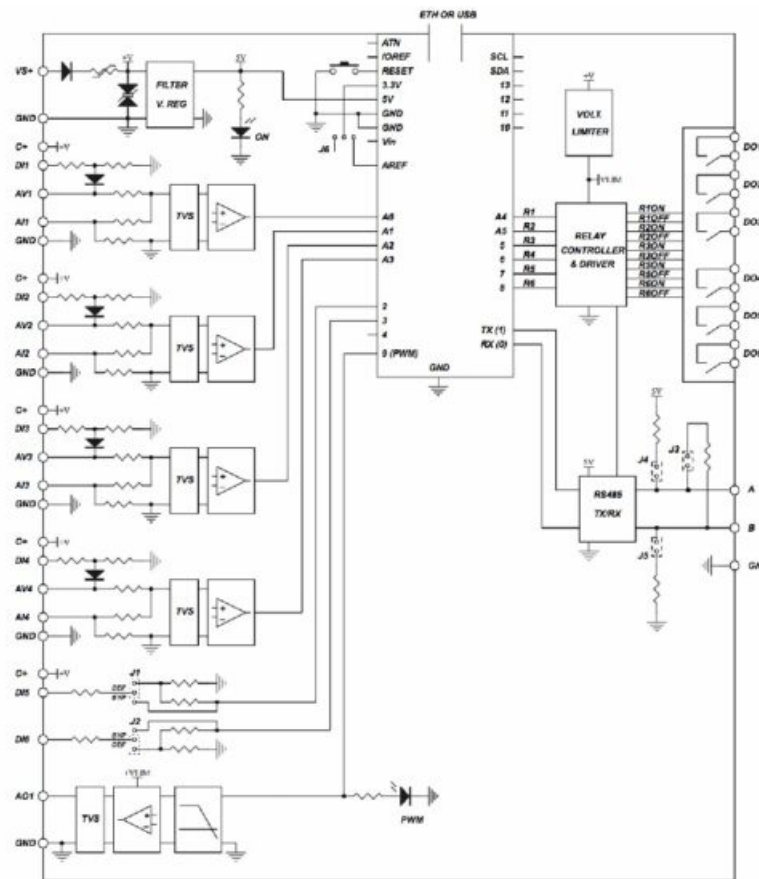 ETH OR USB
ATN
IOREF
RESET
3.3V
5V
GND
GND
Vin
AREF
J6
SCL
SDA
13
12
11
10
VS+
GND
+V
FILTER
V. REG
5V
ON
+V
VOLT.
LIMITER
C+
+V
DI1
AV1
AI1
GND
TVS
A0
A1
A2
A3
A4
A5
5
6
7
8
R1
R2
R3
R4
R5
R6
RELAY
CONTROLLER
& DRIVER
R1ON
R1OFF
R2ON
R2OFF
R3ON
R3OFF
R5ON
R5OFF
R6ON
R6OFF
C+
+V
DI2
AV2
AI2
GND
TVS
2
3
4
9 (PWM)
TX (1)
RX (0)
GND
C+
+V
DI3
AV3
AI3
GND
TVS
5V
J4
J3
5V
RS485
TX/RX
A
B
J5
C+
+V
DI4
AV4
AI4
GND
TVS
C+
+V
DI5
J1
DEF
BYP
DI6
J2
BYP
DEF
AO1
GND
TVS
PWM